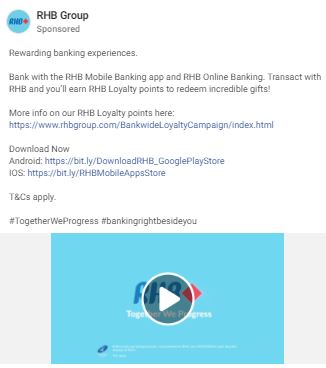 RHB
RHB Group
Sponsored
Rewarding banking experiences.
Bank with the RHB Mobile Banking app and RHB Online Banking. Transact with
RHB and you'll earn RHB Loyalty points to redeem incredible gifts!
More info on our RHB Loyalty points here:
https://www.rhbgroup.com/BankwideLoyaltyCampaign/index.html
Download Now
Android: https://bit.ly/DownloadRHB_GooglePlayStore
IOS: https://bit.ly/RHBMobileAppsStore
T&Cs apply.
#TogetherWeProgress #bankingrightbesideyou
RHB
Together We Progress